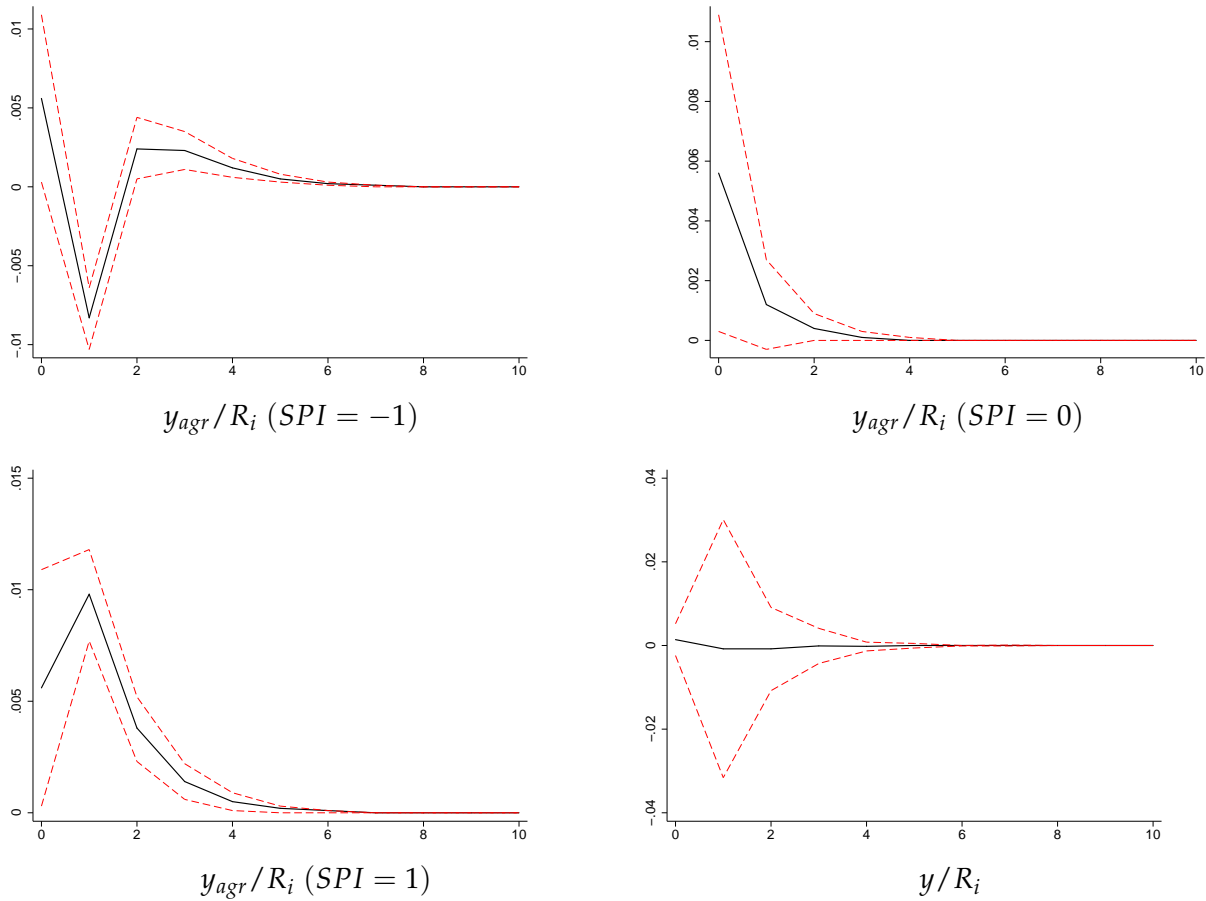 .01
.005
0
-.005
-.01
0 2 4 6 8 10
y_agr/R_i (SPI = −1)
.01
.008
.006
.004
.002
0
0 2 4 6 8 10
y_agr/R_i (SPI = 0)
.015
.01
.005
0
0 2 4 6 8 10
y_agr/R_i (SPI = 1)
.04
.02
0
-.02
-.04
0 2 4 6 8 10
y/R_i